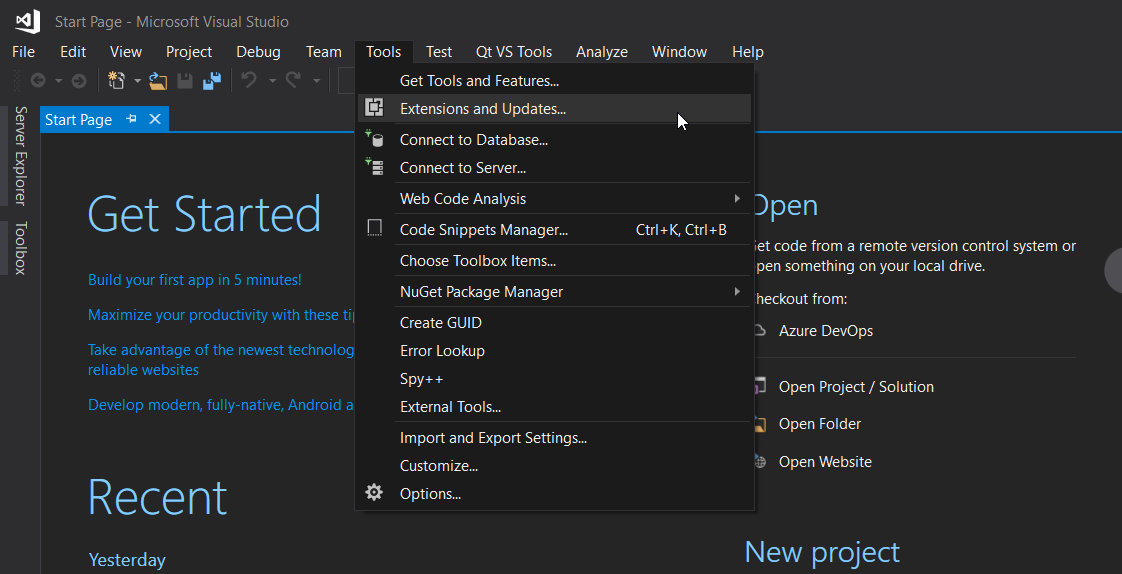 Start Page - Microsoft Visual Studio
File Edit View Project Debug Team Tools Test Qt VS Tools Analyze Window Help
Get Tools and Features...
Extensions and Updates...
Connect to Database...
Connect to Server...
Web Code Analysis
Code Snippets Manager... Ctrl+K, Ctrl+B
Choose Toolbox Items...
NuGet Package Manager
Create GUID
Error Lookup
Spy++
External Tools...
Import and Export Settings...
Customize...
Options...
Server Explorer
Toolbox
Start Page
Get Started
Build your first app in 5 minutes!
Maximize your productivity with these
Take advantage of the newest
reliable websites
Develop modern, fully-native, Android
Recent
Yesterday
Open
Get code from a remote version control system or
open something on your local drive.
Checkout from:
Azure DevOps
Open Project / Solution
Open Folder
Open Website
New project